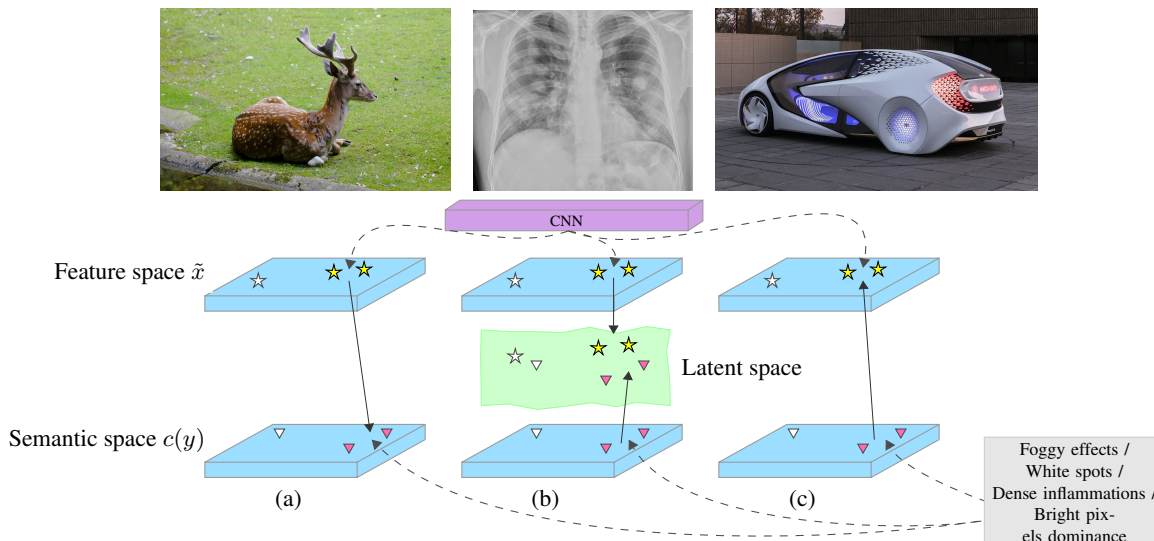 CNN
Feature space x̃
Latent space
Semantic space c(y)
(a)
(b)
(c)
Foggy effects /
White spots /
Dense inflammations /
Bright pix-
els dominance